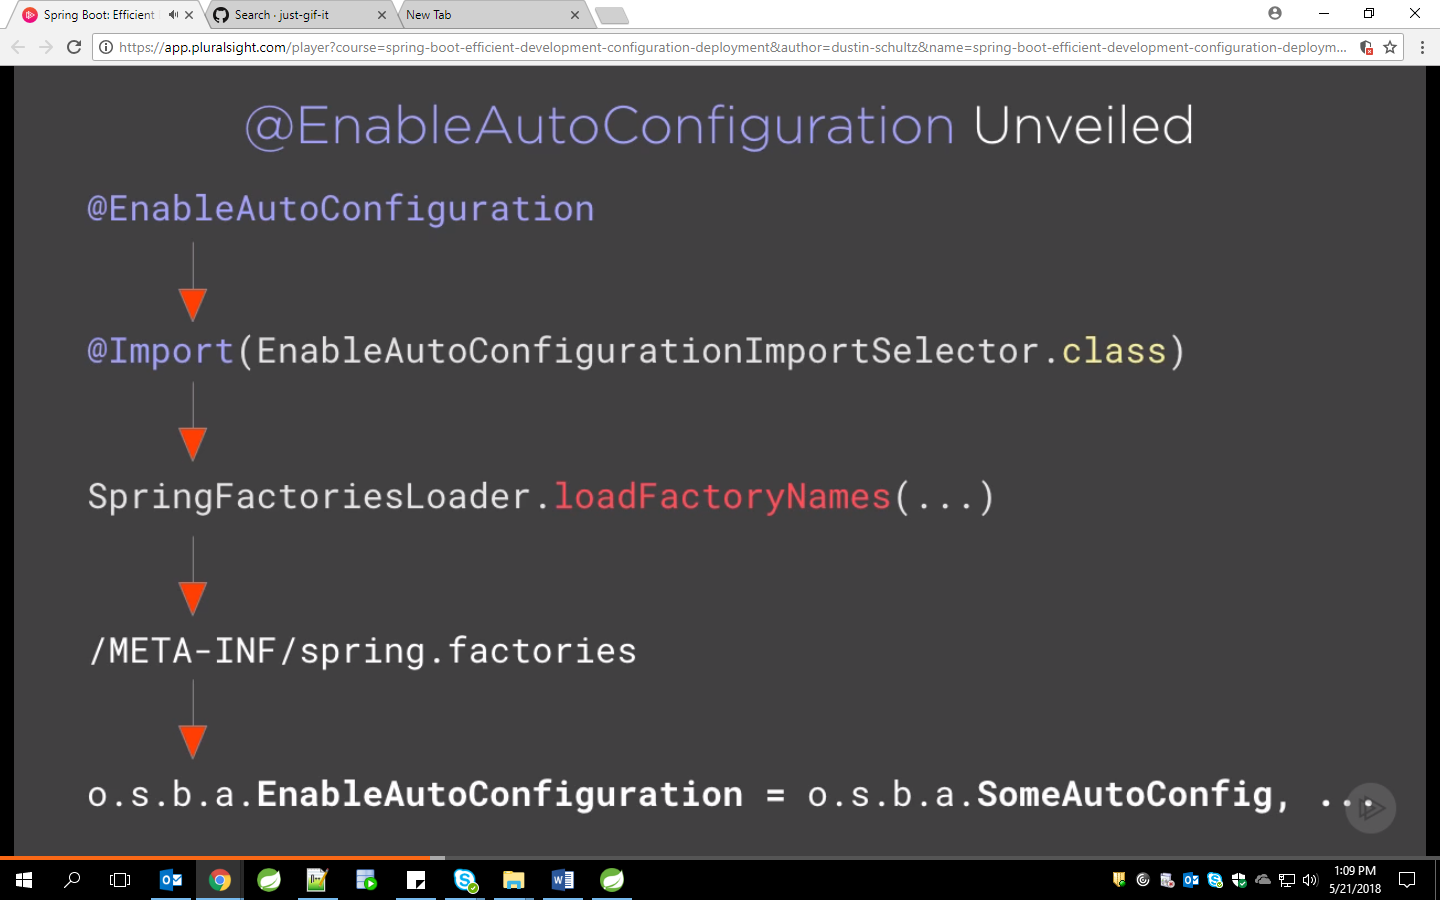 Spring Boot: Efficient
Search · just-gif-it
New Tab
https://app.pluralsight.com/player?course=spring-boot-efficient-development-configuration-deployment&author=dustin-schultz&name=spring-boot-efficient-development-configuration-deploym...
@EnableAutoConfiguration Unveiled
@EnableAutoConfiguration
@Import(EnableAutoConfigurationImportSelector.class)
SpringFactoriesLoader.loadFactoryNames(...)
/META-INF/spring.factories
o.s.b.a.EnableAutoConfiguration = o.s.b.a.SomeAutoConfig, ...
1:09 PM
5/21/2018